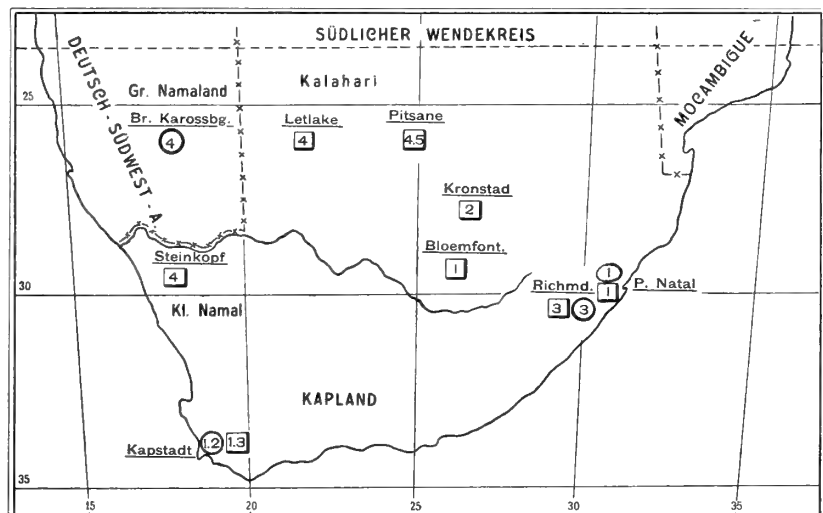 SÜDLICHER WENDEKREIS
DEUTSCH-SÜDWEST-A.
Kalahari
MOÇAMBIQUE
Gr. Namaland
25
Br. Karossbg.
4
Letlake
4
Pitsane
4.5
Kronstad
2
Bloemfont.
1
Steinkopf
4
30
Kl. Namal
Richmd.
3
3
1
1
P. Natal
KAPLAND
Kapstadt
1.2
1.3
35
15
20
25
30
35